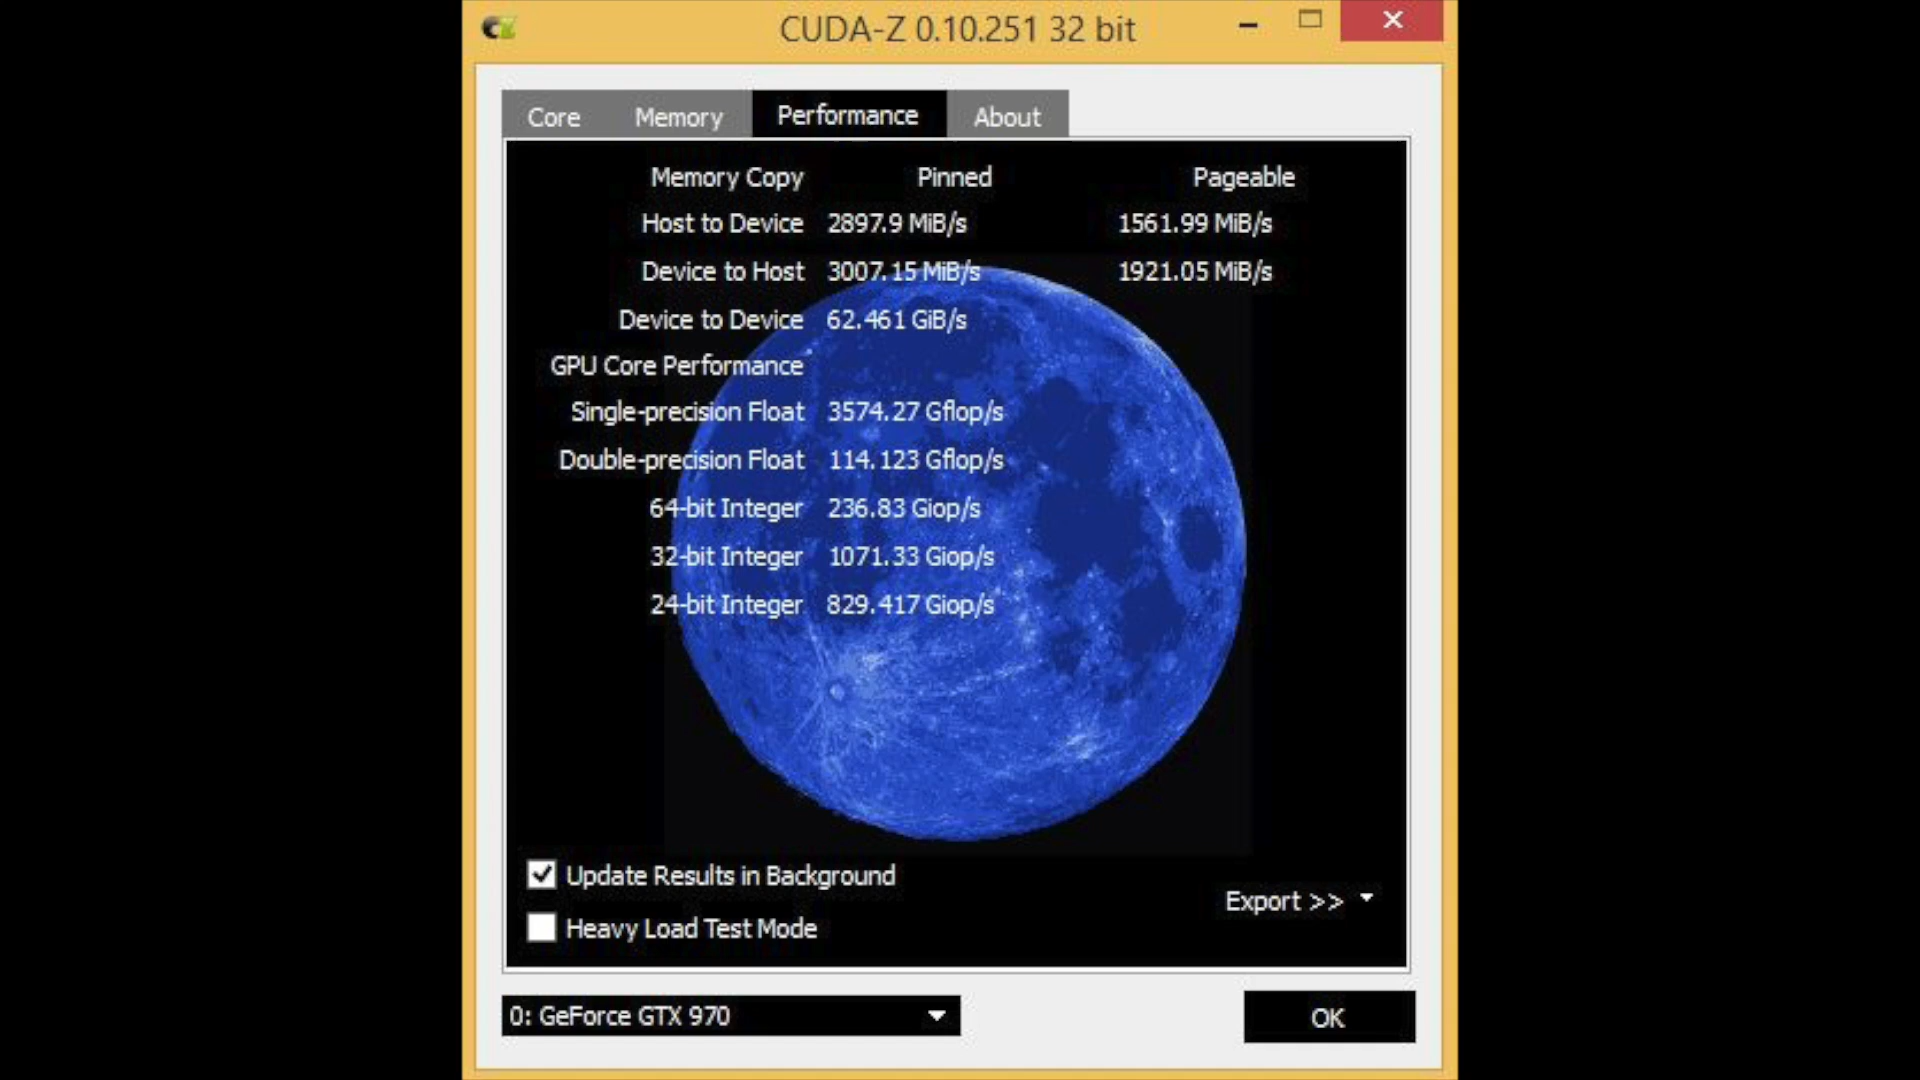 CUDA-Z 0.10.251 32 bit
Core Memory Performance About
Memory Copy Pinned Pageable
Host to Device 2897.9 MiB/s 1561.99 MiB/s
Device to Host 3007.15 MiB/s 1921.05 MiB/s
Device to Device 62.461 GiB/s
GPU Core Performance
Single-precision Float 3574.27 Gflop/s
Double-precision Float 114.123 Gflop/s
64-bit Integer 236.83 Giop/s
32-bit Integer 1071.33 Giop/s
24-bit Integer 829.417 Giop/s
Update Results in Background
Export >>
Heavy Load Test Mode
0: GeForce GTX 970
OK